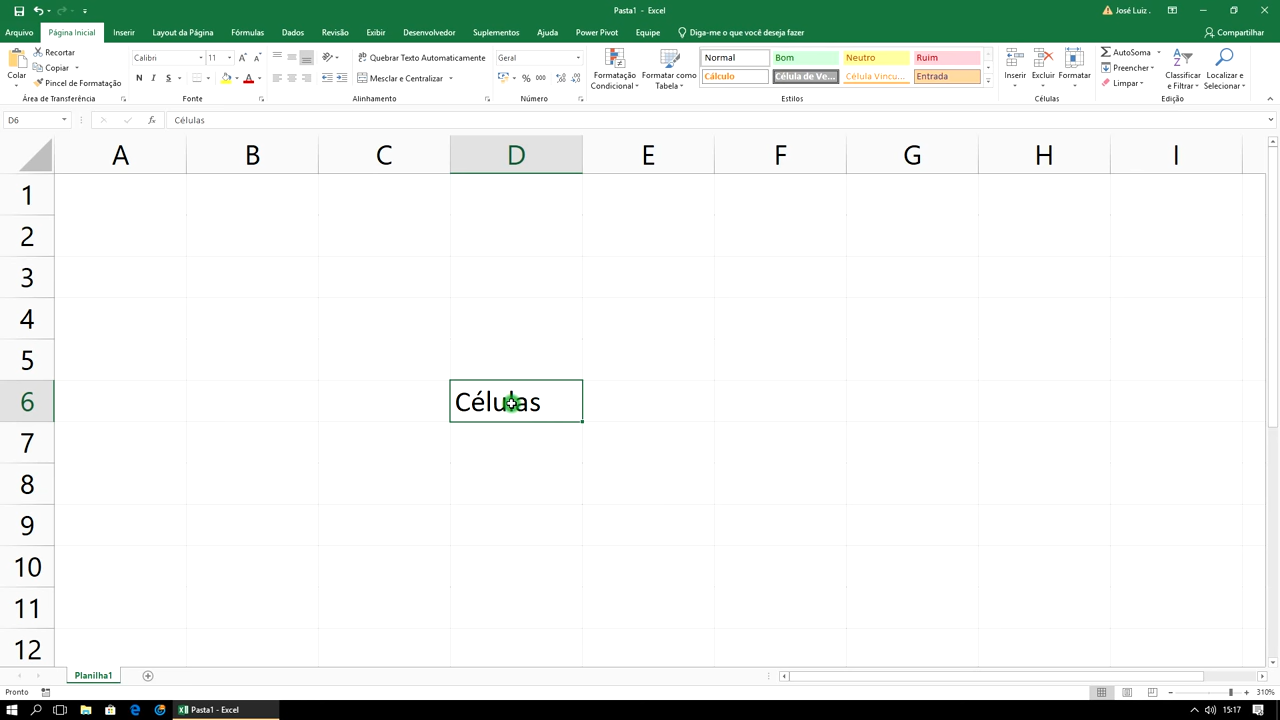 Pasta1 - Excel
José Luiz .
Arquivo Página Inicial Inserir Layout da Página Fórmulas Dados Revisão Exibir Desenvolvedor Suplementos Ajuda Power Pivot Equipe Diga-me o que você deseja fazer Compartilhar
Colar
Recortar
Copiar
Pincel de Formatação
Área de Transferência
Calibri 11
N I S
Fonte
Quebrar Texto Automaticamente
Mesclar e Centralizar
Alinhamento
Geral
% 000
Número
Formatação Condicional
Formatar como Tabela
Normal Bom Neutro Ruim
Cálculo Célula de Ve... Célula Vincu... Entrada
Estilos
Inserir Excluir Formatar
Células
AutoSoma
Preencher
Limpar
Classificar e Filtrar
Localizar e Selecionar
Edição
D6 fx Células
A B C D E F G H I
1
2
3
4
5
6 Células
7
8
9
10
11
12
Planilha1
Pronto 310%
Pasta1 - Excel 15:17